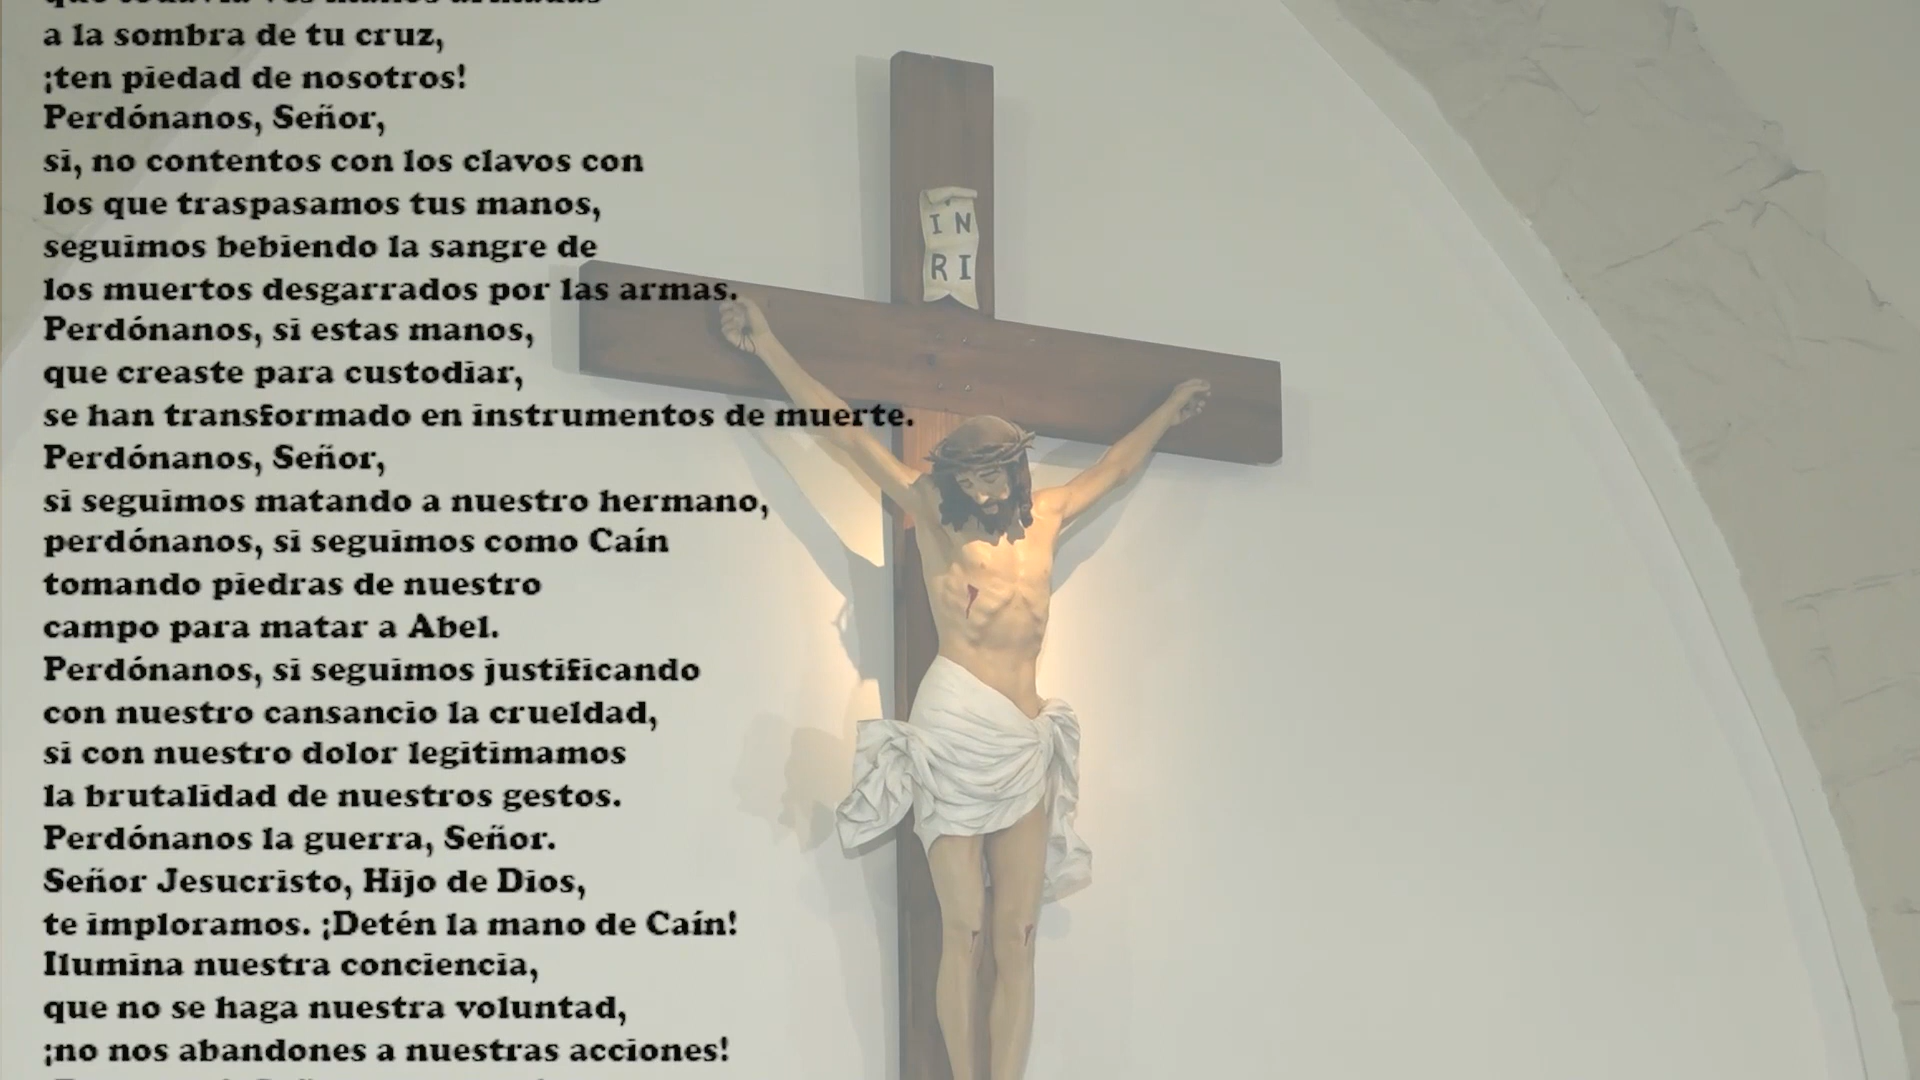 a la sombra de tu cruz,
¡ten piedad de nosotros!
Perdónanos, Señor,
si, no contentos con los clavos con
los que traspasamos tus manos,
seguimos bebiendo la sangre de
los muertos desgarrados por las armas.
Perdónanos, si estas manos,
que creaste para custodiar,
se han transformado en instrumentos de muerte.
Perdónanos, Señor,
si seguimos matando a nuestro hermano,
perdónanos, si seguimos como Caín
tomando piedras de nuestro
campo para matar a Abel.
Perdónanos, si seguimos justificando
con nuestro cansancio la crueldad,
si con nuestro dolor legitimamos
la brutalidad de nuestros gestos.
Perdónanos la guerra, Señor.
Señor Jesucristo, Hijo de Dios,
te imploramos. ¡Detén la mano de Caín!
Ilumina nuestra conciencia,
que no se haga nuestra voluntad,
¡no nos abandones a nuestras acciones!
IN
RI